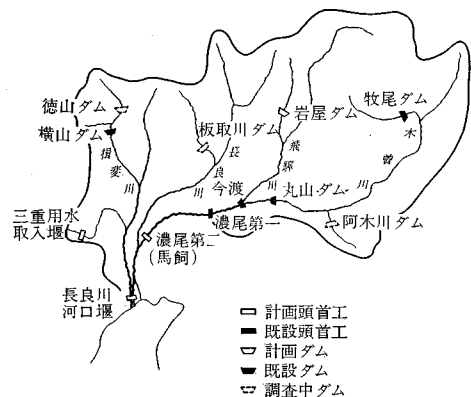 徳山ダム
横山ダム
揖斐川
板取川ダム
長良川
岩屋ダム
飛騨川
牧尾ダム
木曽川
今渡
丸山ダム
阿木川ダム
三重用水
取入堰
濃尾第一
濃尾第二
(馬飼)
長良川
河口堰
計画頭首工
既設頭首工
計画ダム
既設ダム
調査中ダム